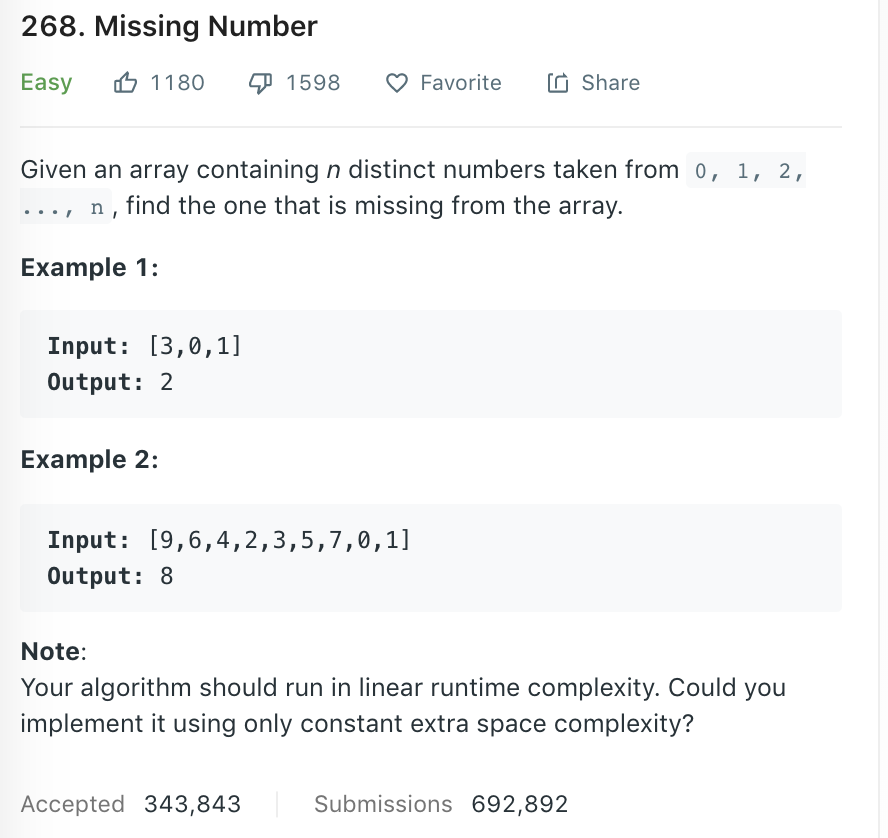 268. Missing Number
Easy 1180 1598 Favorite Share
Given an array containing n distinct numbers taken from 0, 1, 2,
..., n, find the one that is missing from the array.
Example 1:
Input: [3,0,1]
Output: 2
Example 2:
Input: [9,6,4,2,3,5,7,0,1]
Output: 8
Note:
Your algorithm should run in linear runtime complexity. Could you
implement it using only constant extra space complexity?
Accepted 343,843 Submissions 692,892